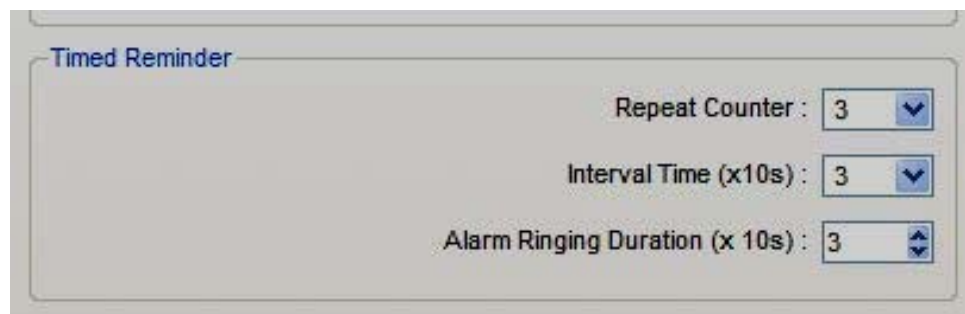 Timed Reminder
Repeat Counter : 3
Interval Time (x10s) : 3
Alarm Ringing Duration (x 10s) : 3